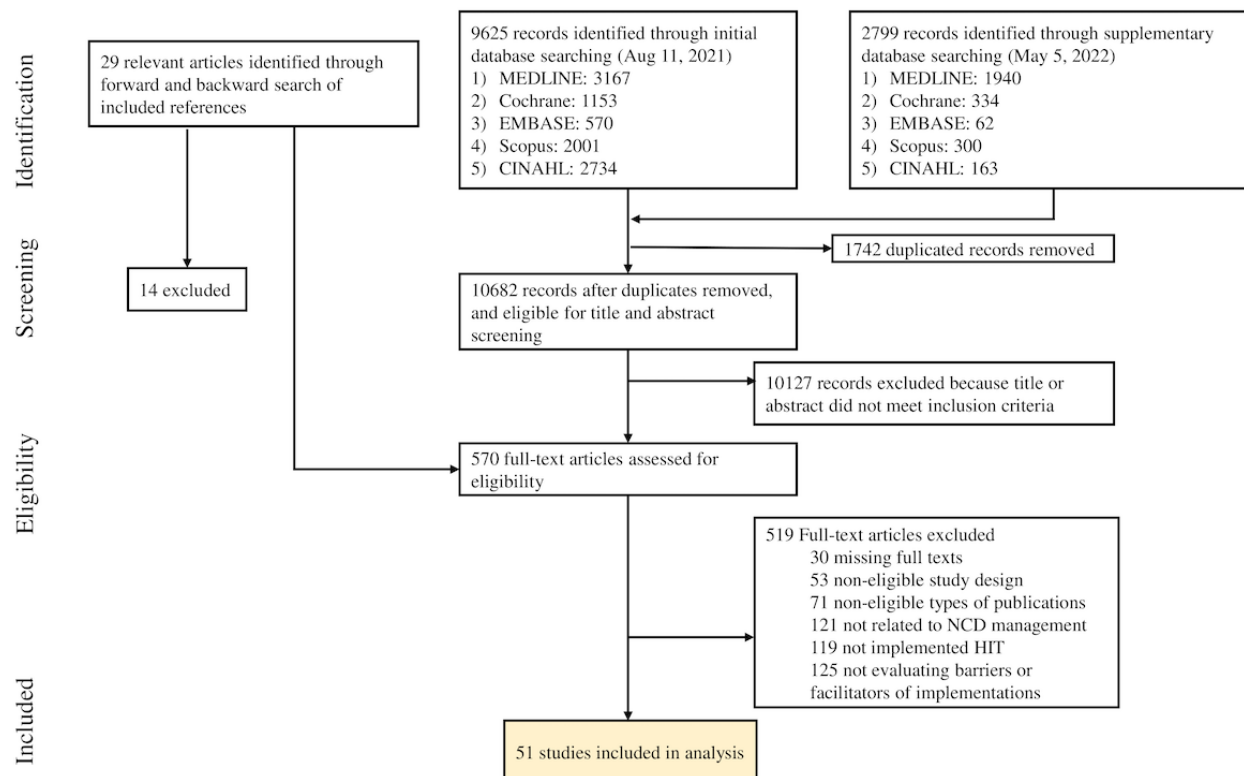 Identification
29 relevant articles identified through
forward and backward search of
included references
9625 records identified through initial
database searching (Aug 11, 2021)
1) MEDLINE: 3167
2) Cochrane: 1153
3) EMBASE: 570
4) Scopus: 2001
5) CINAHL: 2734
2799 records identified through supplementary
database searching (May 5, 2022)
1) MEDLINE: 1940
2) Cochrane: 334
3) EMBASE: 62
4) Scopus: 300
5) CINAHL: 163
Screening
1742 duplicated records removed
14 excluded
10682 records after duplicates removed,
and eligible for title and abstract
screening
10127 records excluded because title or
abstract did not meet inclusion criteria
Eligibility
570 full-text articles assessed for
eligibility
519 Full-text articles excluded
30 missing full texts
53 non-eligible study design
71 non-eligible types of publications
121 not related to NCD management
119 not implemented HIT
125 not evaluating barriers or
facilitators of implementations
Included
51 studies included in analysis